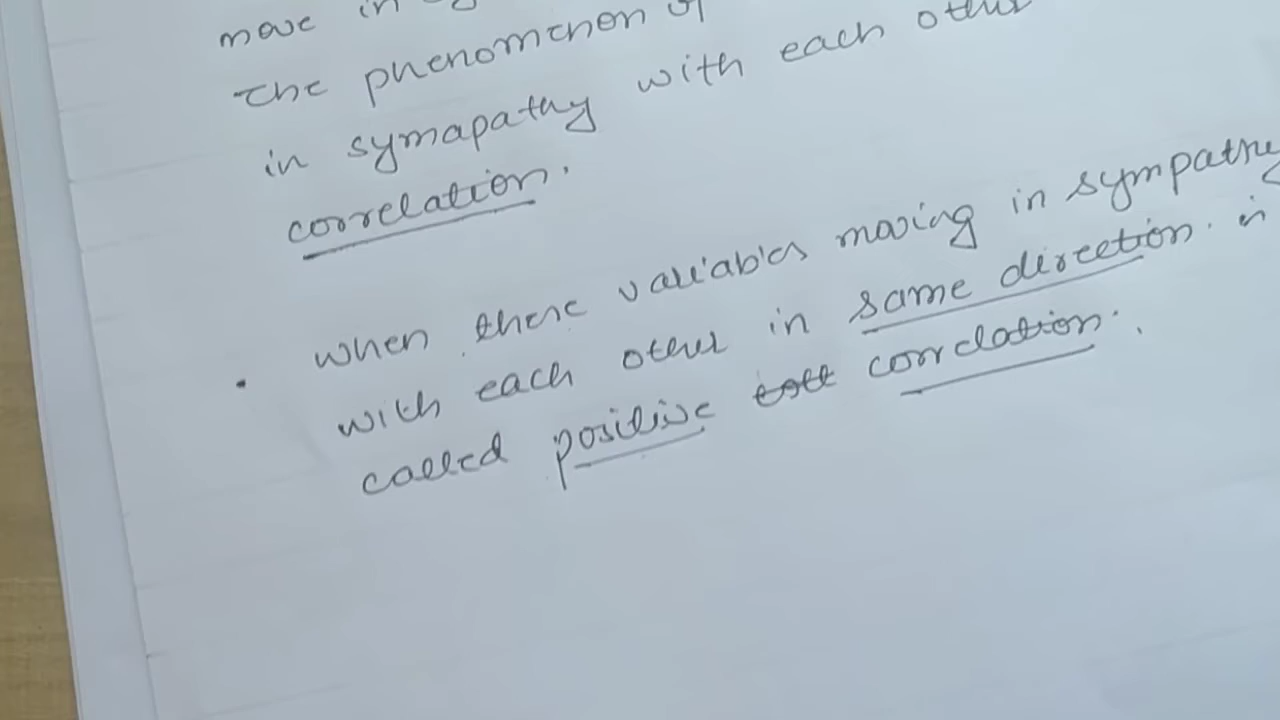 move in
The phenomenon of
in symapathy with each other
correlation.
• when these variables moving in sympathy
with each other in same direction is
called positive correlation.